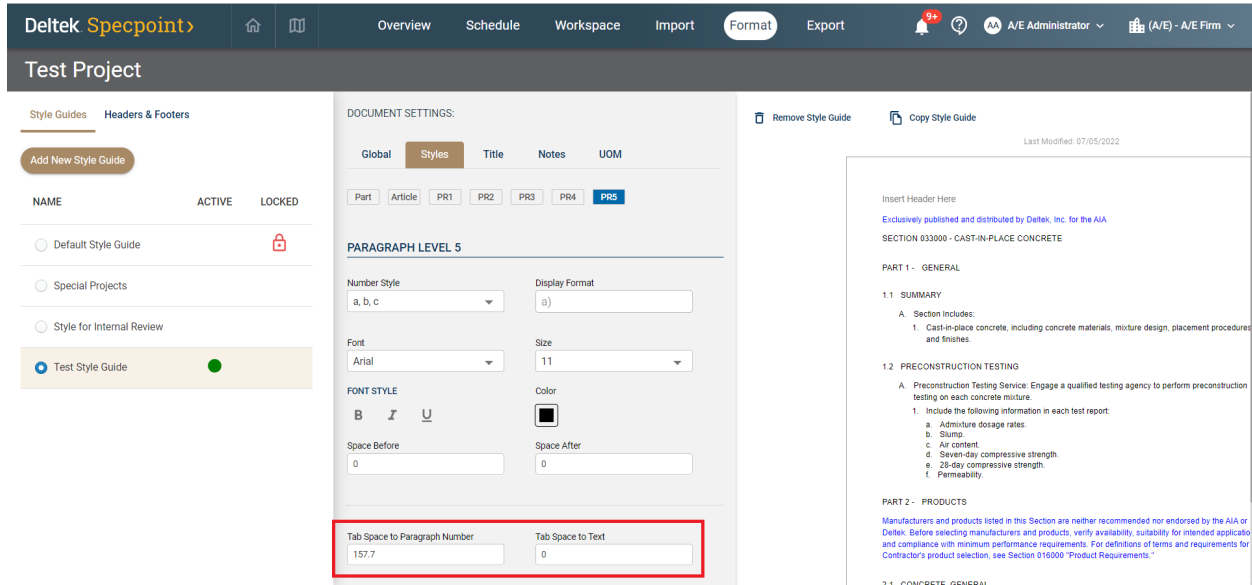 Deltek Specpoint›
Overview Schedule Workspace Import Format Export 9+ AA A/E Administrator (A/E) - A/E Firm
Test Project
Style Guides Headers & Footers
Add New Style Guide
NAME ACTIVE LOCKED
Default Style Guide
Special Projects
Style for Internal Review
Test Style Guide
DOCUMENT SETTINGS:
Global Styles Title Notes UOM
Part Article PR1 PR2 PR3 PR4 PR5
PARAGRAPH LEVEL 5
Number Style Display Format
a, b, c a)
Font Size
Arial 11
FONT STYLE Color
B I U
Space Before Space After
0 0
Tab Space to Paragraph Number Tab Space to Text
157.7 0
Remove Style Guide Copy Style Guide
Last Modified: 07/05/2022
Insert Header Here
Exclusively published and distributed by Deltek, Inc. for the AIA
SECTION 033000 - CAST-IN-PLACE CONCRETE
PART 1 - GENERAL
1.1 SUMMARY
A. Section Includes:
1. Cast-in-place concrete, including concrete materials, mixture design, placement procedures
and finishes.
1.2 PRECONSTRUCTION TESTING
A. Preconstruction Testing Service: Engage a qualified testing agency to perform preconstruction
testing on each concrete mixture.
1. Include the following information in each test report:
a. Admixture dosage rates.
b. Slump.
c. Air content.
d. Seven-day compressive strength.
e. 28-day compressive strength.
f. Permeability.
PART 2 - PRODUCTS
Manufacturers and products listed in this Section are neither recommended nor endorsed by the AIA or
Deltek. Before selecting manufacturers and products, verify availability, suitability for intended applicatio
and compliance with minimum performance requirements. For definitions of terms and requirements for
Contractor's product selection, see Section 016000 "Product Requirements."
2.1 CONCRETE, GENERAL